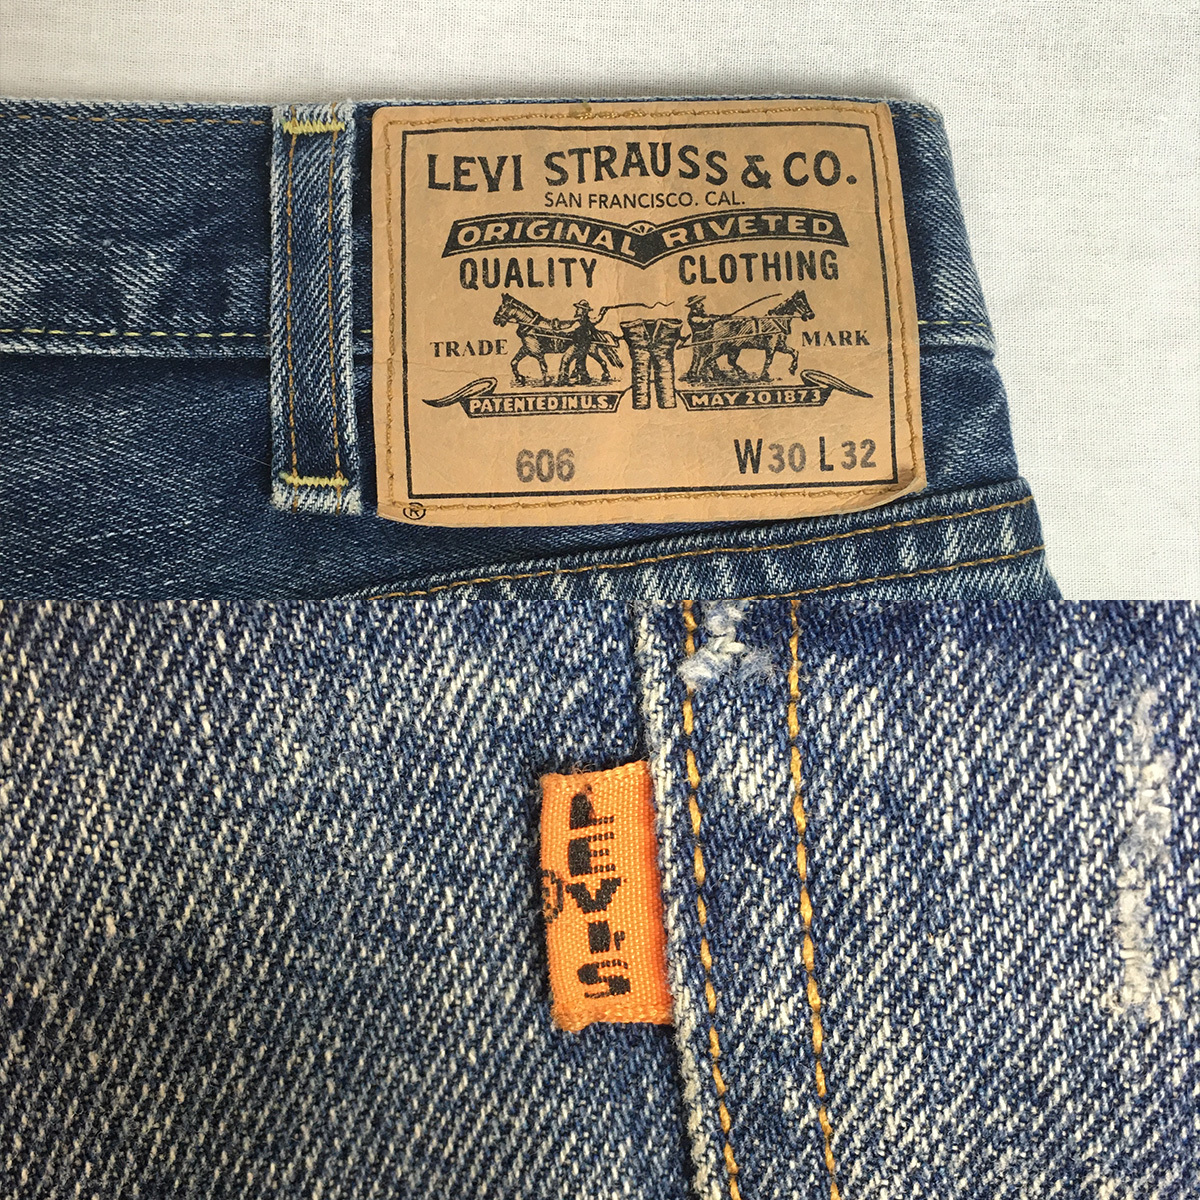 LEVI STRAUSS & CO.
SAN FRANCISCO. CAL.
ORIGINAL RIVETED
QUALITY CLOTHING
TRADE MARK
PATENTED IN U.S. MAY 20 1873
606 W30 L32
®
LEVI'S
®